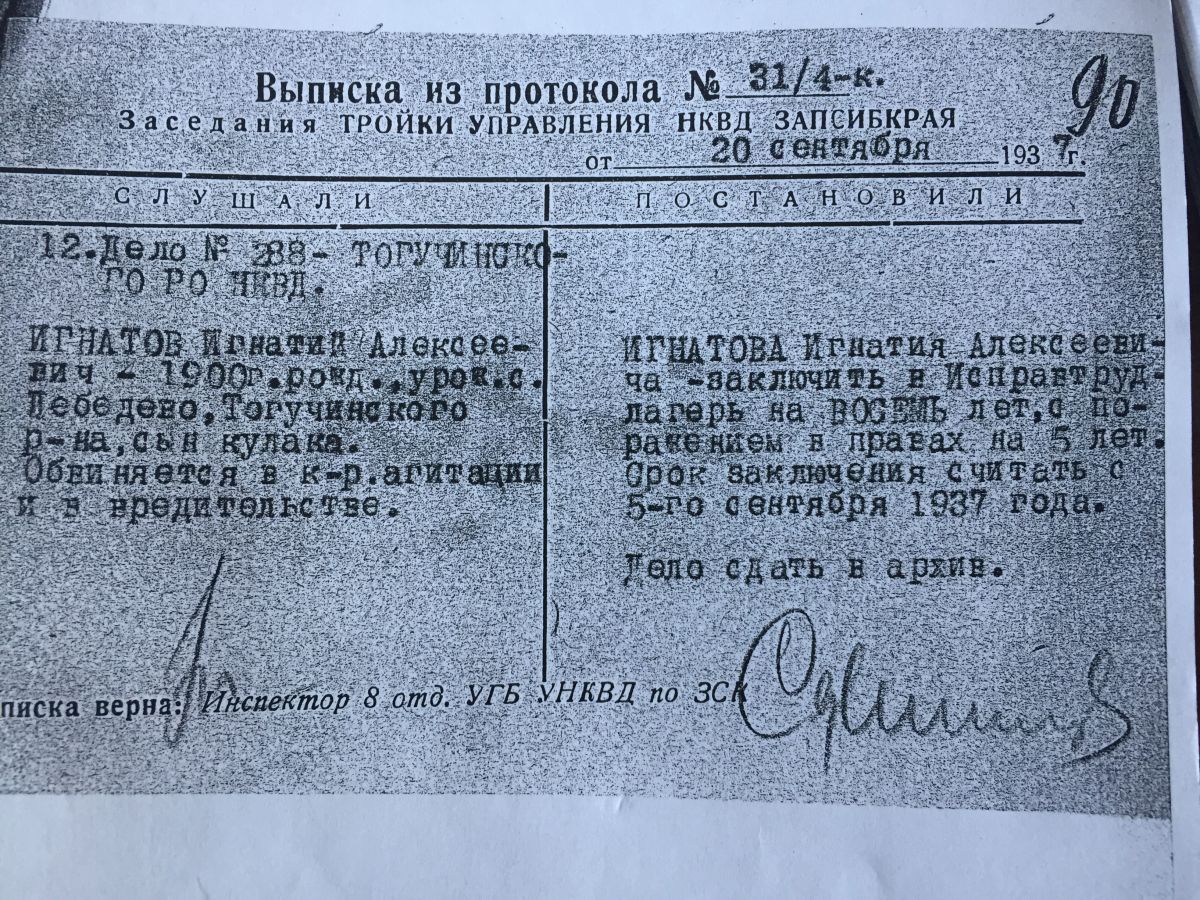 90
Выписка из протокола № 31/4-к.
Заседания ТРОЙКИ УПРАВЛЕНИЯ НКВД ЗАПСИБКРАЯ
от 20 сентября 1937 г.
СЛУШАЛИ
12.Дело № 288- ТОГУЧИНСКО-
ГО РО НКВД.
ИГНАТОВ Игнатий Алексее-
вич - 1900г.рожд.,урож.с.
Лебедево,Тогучинского
р-на,сын кулака.
Обвиняется в к-р.агитации
и в вредительстве.
ПОСТАНОВИЛИ
ИГНАТОВА Игнатия Алексееви-
ча -заключить в Исправтруд-
лагерь на ВОСЕМЬ лет,с по-
ражением в правах на 5 лет.
Срок заключения считать с
5-го сентября 1937 года.
Дело сдать в архив.
писка верна: Инспектор 8 отд. УГБ УНКВД по ЗСК